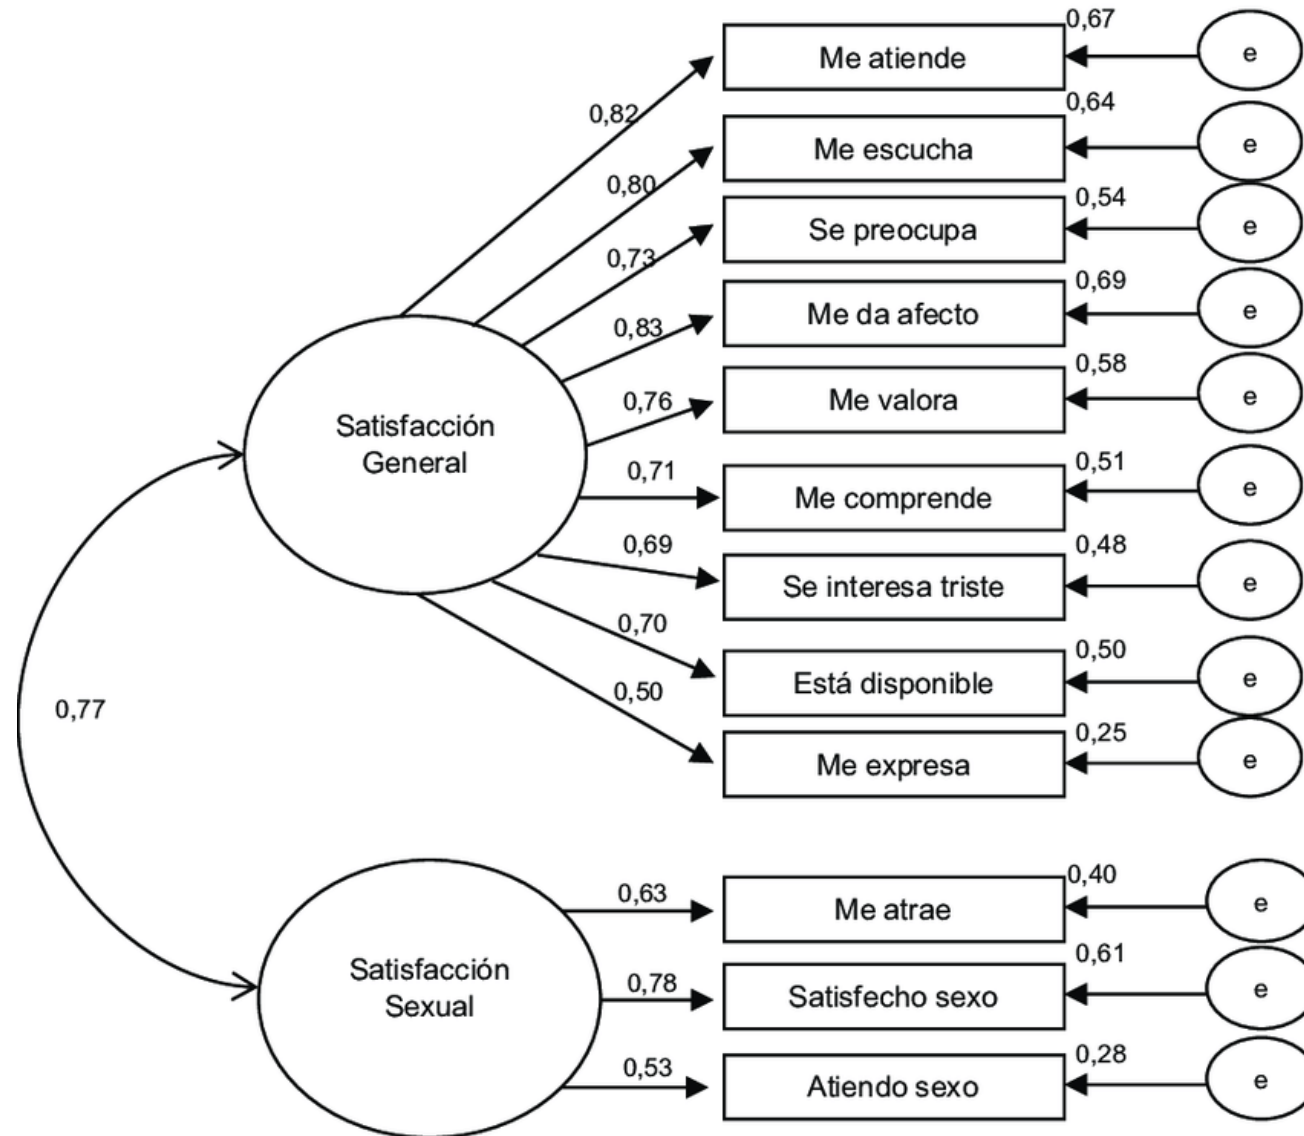 0,67
Me atiende
e
0,82
0,64
Me escucha
e
0,80
0,54
Se preocupa
e
0,73
0,69
Me da afecto
e
0,83
0,58
Me valora
e
0,76
Satisfacción
General
0,51
Me comprende
e
0,71
0,48
Se interesa triste
e
0,69
0,50
Está disponible
e
0,70
0,25
Me expresa
e
0,50
0,77
0,40
Me atrae
e
0,63
Satisfacción
Sexual
0,61
Satisfecho sexo
e
0,78
0,28
Atiendo sexo
e
0,53